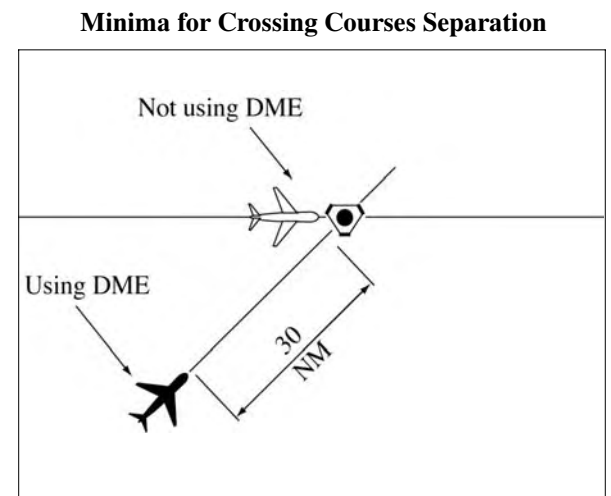 Minima for Crossing Courses Separation
Not using DME
Using DME
30
NM